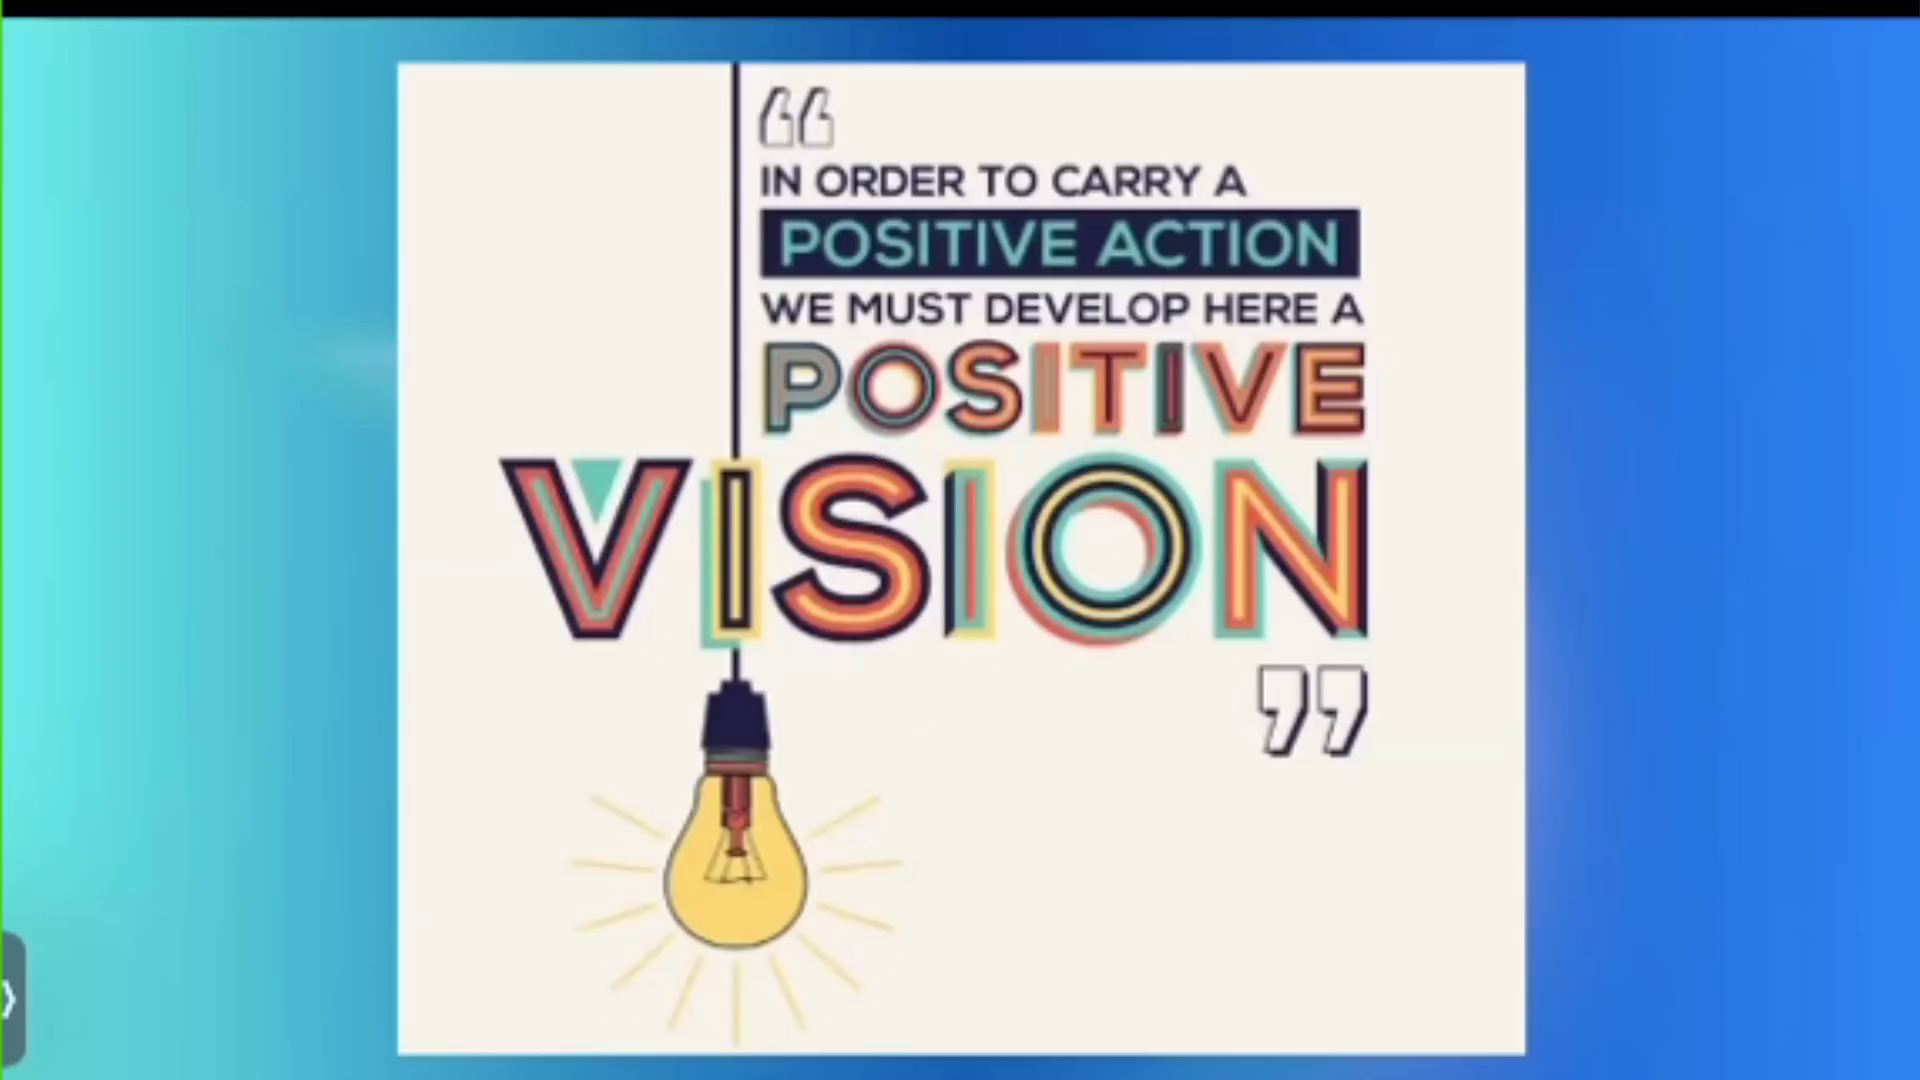 “
IN ORDER TO CARRY A
POSITIVE ACTION
WE MUST DEVELOP HERE A
POSITIVE
VISION
”